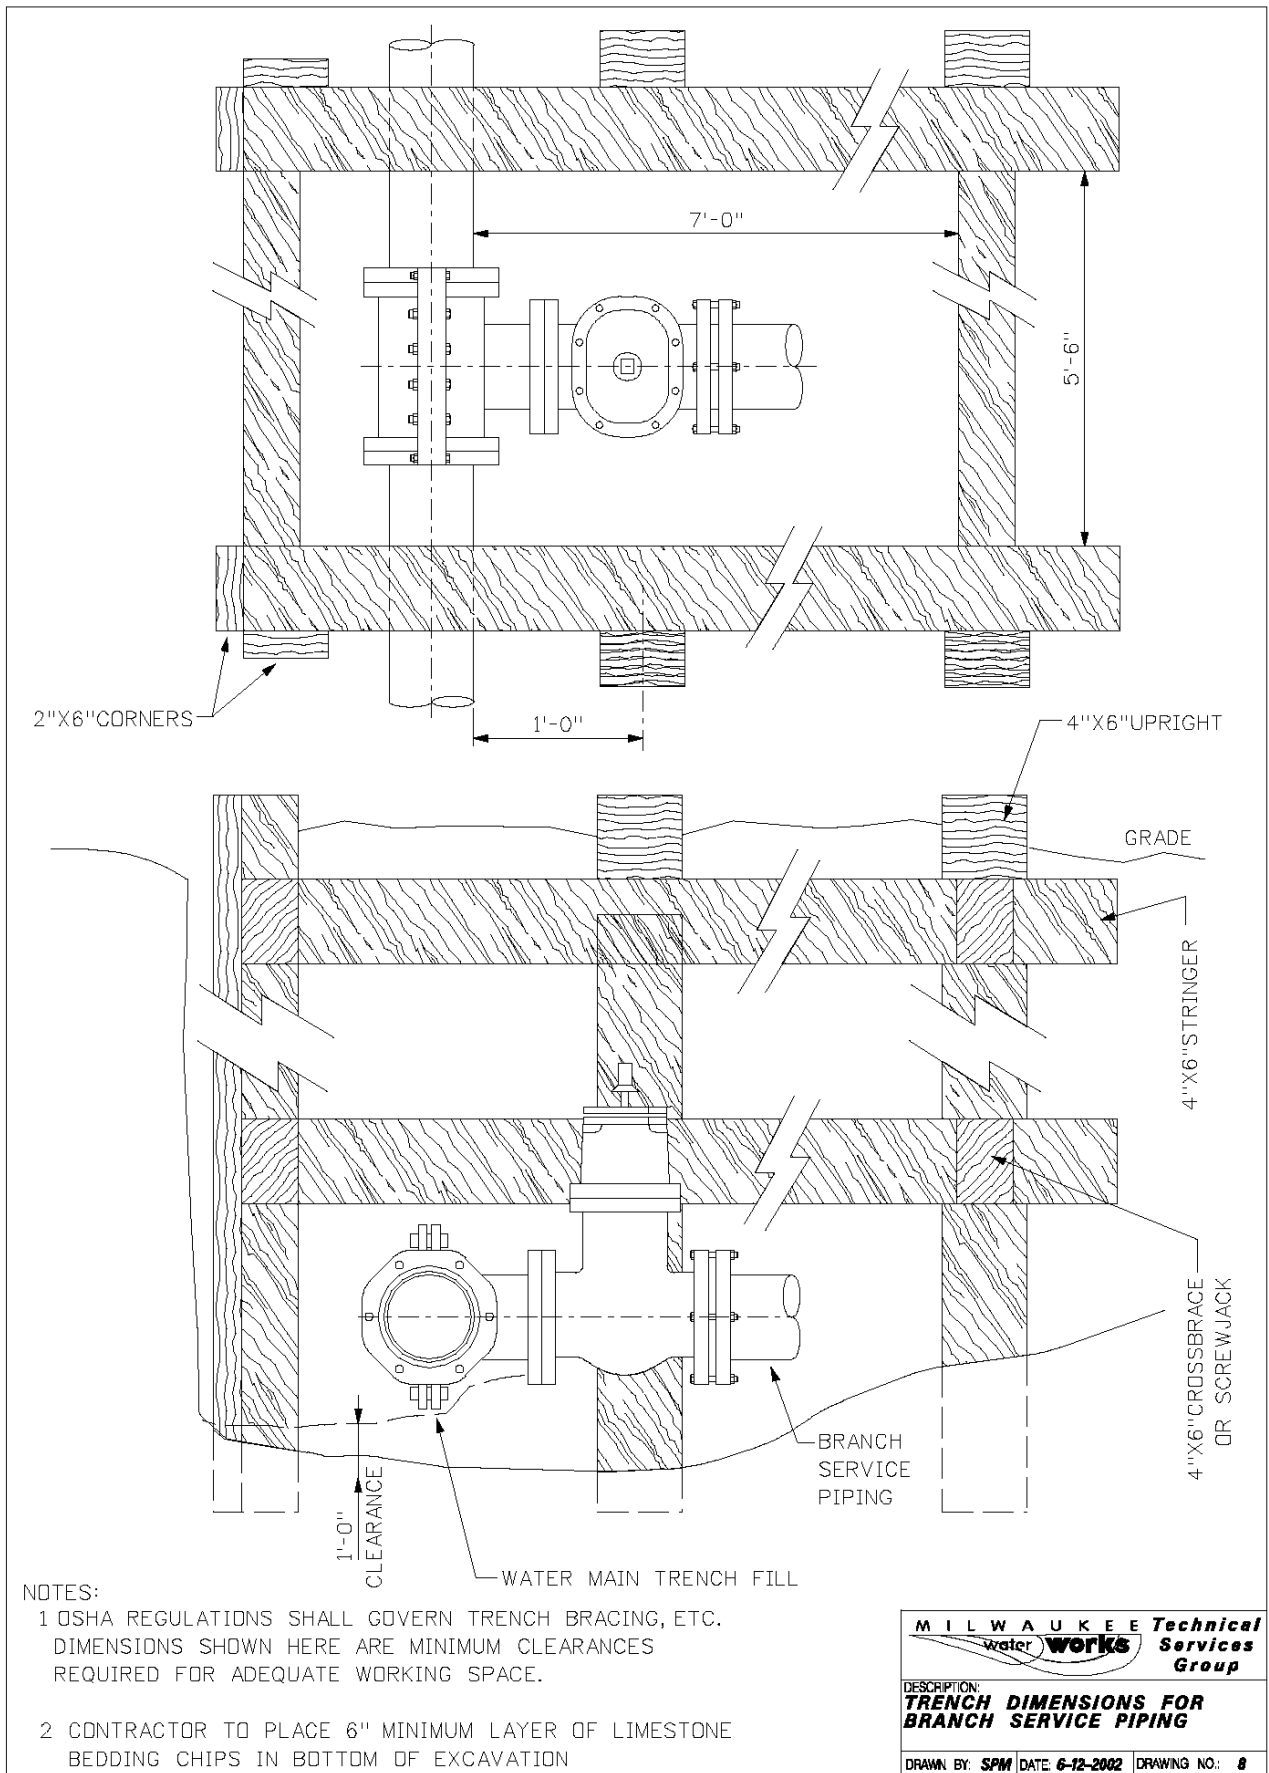 7'-0"
5'-6"
2"X6"CORNERS
1'-0"
4"X6"UPRIGHT
GRADE
4"X6"STRINGER
4"X6"CROSSBRACE
OR SCREWJACK
BRANCH
SERVICE
PIPING
1'-0"
CLEARANCE
WATER MAIN TRENCH FILL
NOTES:
1 OSHA REGULATIONS SHALL GOVERN TRENCH BRACING, ETC.
DIMENSIONS SHOWN HERE ARE MINIMUM CLEARANCES
REQUIRED FOR ADEQUATE WORKING SPACE.
2 CONTRACTOR TO PLACE 6" MINIMUM LAYER OF LIMESTONE
BEDDING CHIPS IN BOTTOM OF EXCAVATION
MILWAUKEE Technical
water works Services
Group
DESCRIPTION:
TRENCH DIMENSIONS FOR
BRANCH SERVICE PIPING
DRAWN BY: SPM DATE: 6-12-2002 DRAWING NO.: 8